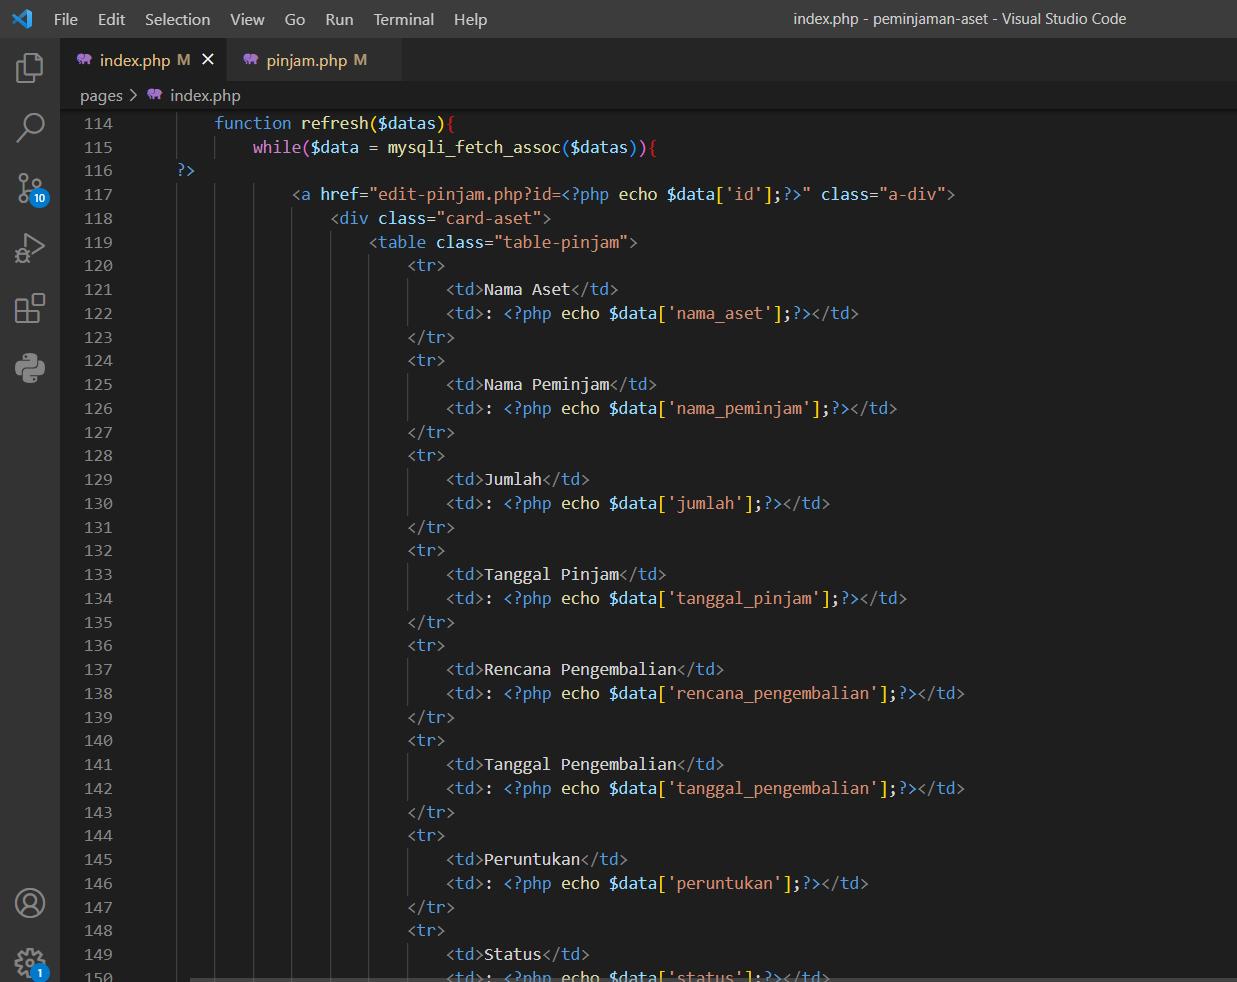 File Edit Selection View Go Run Terminal Help index.php - peminjaman-aset - Visual Studio Code
index.php M pinjam.php M
pages > index.php
114 function refresh($datas){
115 while($data = mysqli_fetch_assoc($datas)){
116 ?>
117 <a href="edit-pinjam.php?id=<?php echo $data['id'];?>" class="a-div">
118 <div class="card-aset">
119 <table class="table-pinjam">
120 <tr>
121 <td>Nama Aset</td>
122 <td>: <?php echo $data['nama_aset'];?></td>
123 </tr>
124 <tr>
125 <td>Nama Peminjam</td>
126 <td>: <?php echo $data['nama_peminjam'];?></td>
127 </tr>
128 <tr>
129 <td>Jumlah</td>
130 <td>: <?php echo $data['jumlah'];?></td>
131 </tr>
132 <tr>
133 <td>Tanggal Pinjam</td>
134 <td>: <?php echo $data['tanggal_pinjam'];?></td>
135 </tr>
136 <tr>
137 <td>Rencana Pengembalian</td>
138 <td>: <?php echo $data['rencana_pengembalian'];?></td>
139 </tr>
140 <tr>
141 <td>Tanggal Pengembalian</td>
142 <td>: <?php echo $data['tanggal_pengembalian'];?></td>
143 </tr>
144 <tr>
145 <td>Peruntukan</td>
146 <td>: <?php echo $data['peruntukan'];?></td>
147 </tr>
148 <tr>
149 <td>Status</td>
150 <td>: <?php echo $data['status'];?></td>
10
1